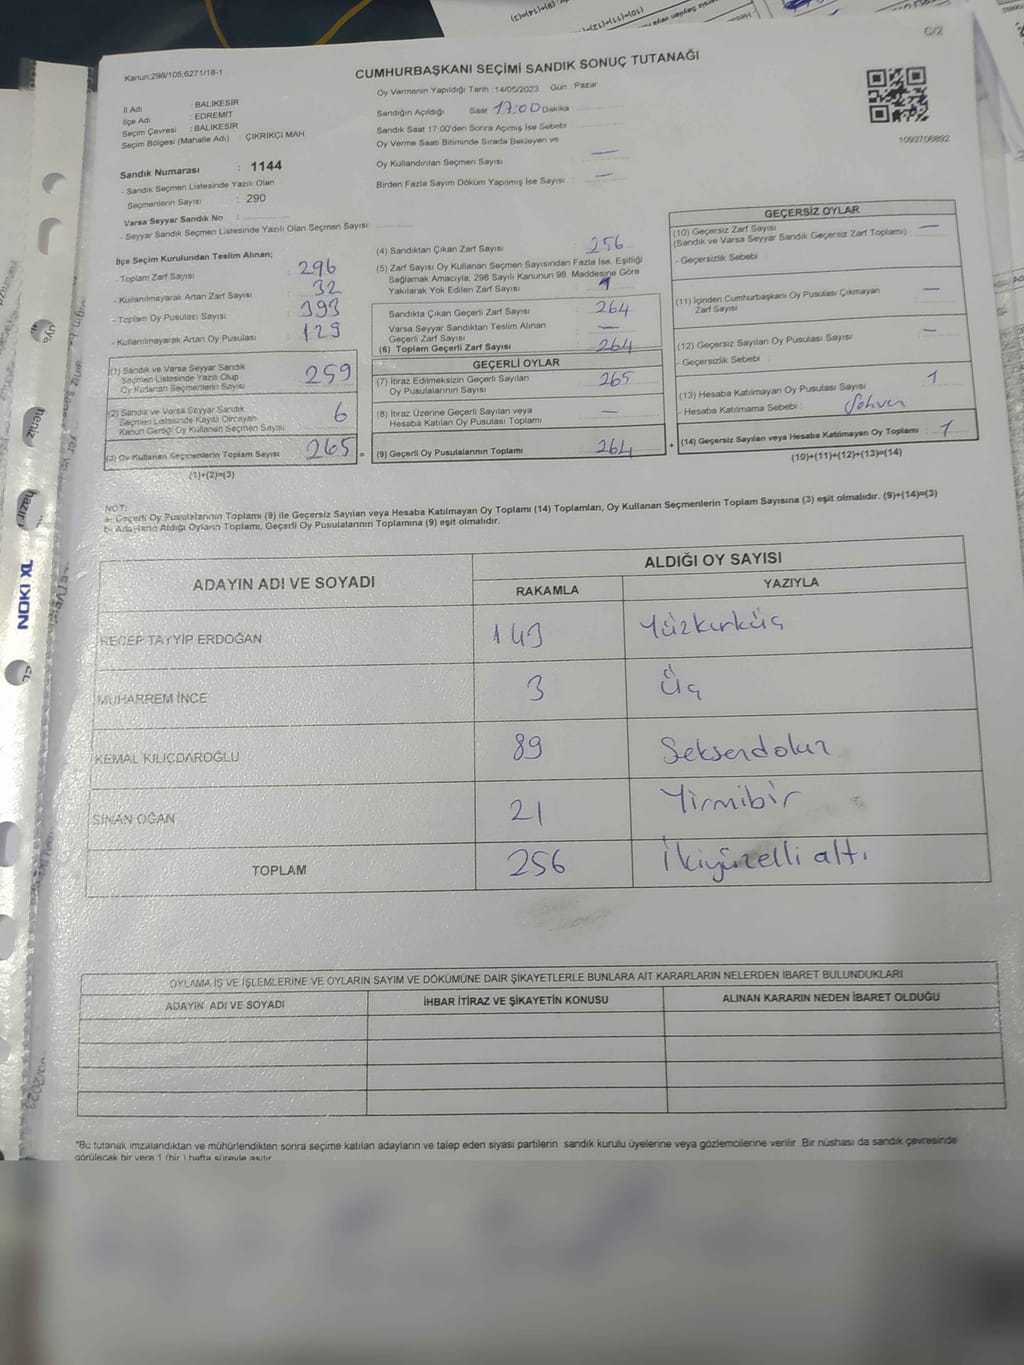 C/2
Kanun:298/105,6271/18-1
CUMHURBAŞKANI SEÇİMİ SANDIK SONUÇ TUTANAĞI
Oy Vermenin Yapıldığı Tarih :14/05/2023 Gün : Pazar
İl Adı : BALIKESİR
İlçe Adı : EDREMİT
Seçim Çevresi : BALIKESİR
Seçim Bölgesi (Mahalle Adı) : ÇIKRIKÇI MAH
Sandık Numarası : 1144
- Sandık Seçmen Listesinde Yazılı Olan
Seçmenlerin Sayısı : 290
Varsa Seyyar Sandık No :
- Seyyar Sandık Seçmen Listesinde Yazılı Olan Seçmen Sayısı
Sandığın Açıldığı Saat 17:00 Dakika
Sandık Saat 17:00'den Sonra Açımış İse Sebebi
Oy Verme Saati Bitiminde Sırada Bekleyen ve
Oy Kullandırılan Seçmen Sayısı —
Birden Fazla Sayım Döküm Yapılmış İse Sayısı : —
1093706892
İlçe Seçim Kurulundan Teslim Alınan;
- Toplam Zarf Sayısı : 296
- Kullanılmayarak Artan Zarf Sayısı : 32
- Toplam Oy Pusulası Sayısı : 393
- Kullanılmayarak Artan Oy Pusulası : 129
(1) Sandık ve Varsa Seyyar Sandık
Seçmen Listesinde Yazılı Olup
Oy Kullanan Seçmenlerin Sayısı 259
(2) Sandık ve Varsa Seyyar Sandık
Seçmen Listesinde Kayıtlı Olmayan
Kanun Gereği Oy Kullanan Seçmen Sayısı 6
(3) Oy Kullanan Seçmenlerin Toplam Sayısı 265 =
(1)+(2)=(3)
(4) Sandıktan Çıkan Zarf Sayısı : 256
(5) Zarf Sayısı Oy Kullanan Seçmen Sayısından Fazla İse, Eşitliği
Sağlamak Amacıyla, 298 Sayılı Kanunun 98. Maddesine Göre
Yakılarak Yok Edilen Zarf Sayısı
Sandıkta Çıkan Geçerli Zarf Sayısı : 264
Varsa Seyyar Sandıktan Teslim Alınan
Geçerli Zarf Sayısı —
(6) Toplam Geçerli Zarf Sayısı : 264
GEÇERLİ OYLAR
(7) İtiraz Edilmeksizin Geçerli Sayılan
Oy Pusulalarının Sayısı : 265
(8) İtiraz Üzerine Geçerli Sayılan veya
Hesaba Katılan Oy Pusulası Toplamı : —
(9) Geçerli Oy Pusulalarının Toplamı : 264 +
GEÇERSİZ OYLAR
(10) Geçersiz Zarf Sayısı —
(Sandık ve Varsa Seyyar Sandık Geçersiz Zarf Toplamı)
- Geçersizlik Sebebi
(11) İçinden Cumhurbaşkanı Oy Pusulası Çıkmayan
Zarf Sayısı —
(12) Geçersiz Sayılan Oy Pusulası Sayısı —
- Geçersizlik Sebebi :
(13) Hesaba Katılmayan Oy Pusulası Sayısı 1
- Hesaba Katılmama Sebebi :
(14) Geçersiz Sayılan veya Hesaba Katılmayan Oy Toplamı : 1
(10)+(11)+(12)+(13)=(14)
NOT:
a- Geçerli Oy Pusulalarının Toplamı (9) ile Geçersiz Sayılan veya Hesaba Katılmayan Oy Toplamı (14) Toplamları, Oy Kullanan Seçmenlerin Toplam Sayısına (3) eşit olmalıdır. (9)+(14)=(3)
b- Adayların Aldığı Oyların Toplamı, Geçerli Oy Pusulalarının Toplamına (9) eşit olmalıdır.
ADAYIN ADI VE SOYADI
ALDIĞI OY SAYISI
RAKAMLA YAZIYLA
RECEP TAYYİP ERDOĞAN 143 Yüzkırküç
MUHARREM İNCE 3 Üç
KEMAL KILIÇDAROĞLU 89 Seksendokuz
SİNAN OĞAN 21 Yirmibir
TOPLAM 256 İkiyüzelli altı
OYLAMA İŞ VE İŞLEMLERİNE VE OYLARIN SAYIM VE DÖKÜMÜNE DAİR ŞİKAYETLERLE BUNLARA AİT KARARLARIN NELERDEN İBARET BULUNDUKLARI
ADAYIN ADI VE SOYADI İHBAR İTİRAZ VE ŞİKAYETİN KONUSU ALINAN KARARIN NEDEN İBARET OLDUĞU
*Bu tutanak imzalandıktan ve mühürlendikten sonra seçime katılan adayların ve talep eden siyasi partilerin sandık kurulu üyelerine veya gözlemcilerine verilir. Bir nüshası da sandık çevresinde
görülecek bir yere 1 (bir) hafta süreyle asılır.
NOKI XL